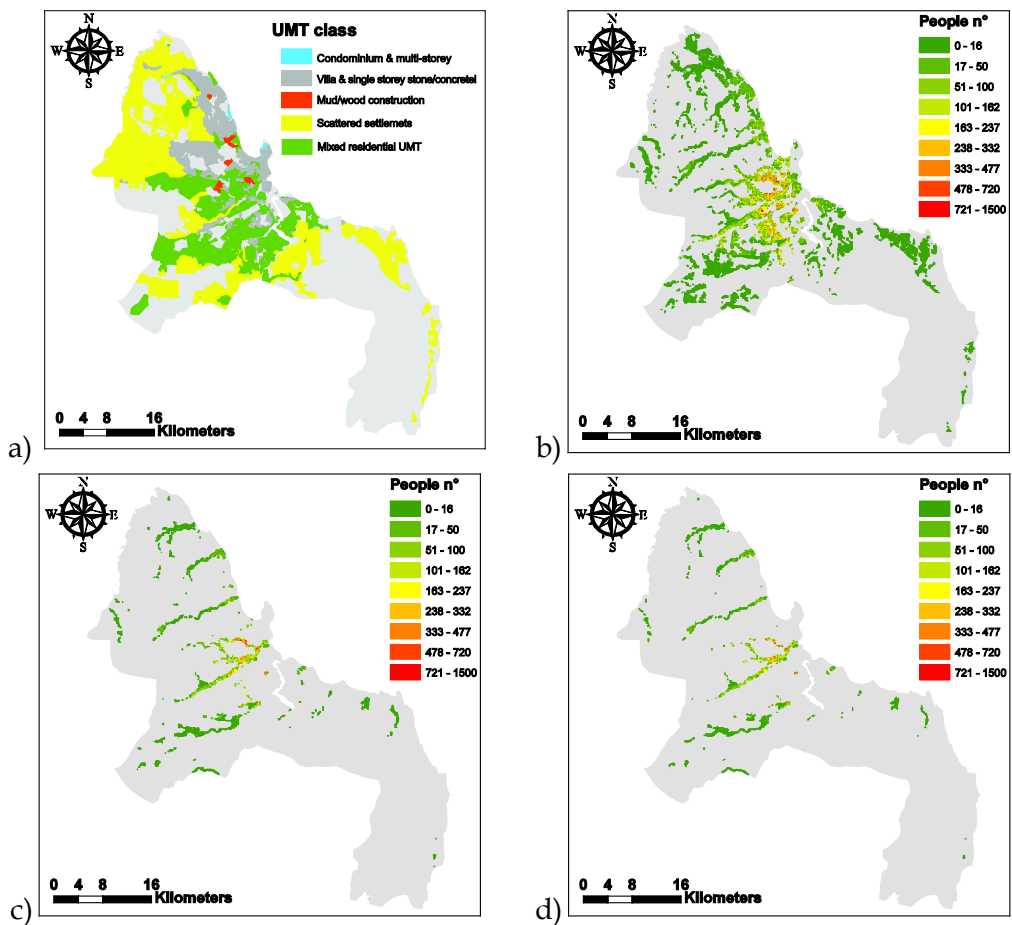 N
W E
S
UMT class
Condominium & multi-storey
Villa & single storey stone/concretel
Mud/wood construction
Scattered settlemets
Mixed residential UMT
0 4 8 16
Kilometers
a)
N
W E
S
People n°
0 - 16
17 - 50
51 - 100
101 - 162
163 - 237
238 - 332
333 - 477
478 - 720
721 - 1500
0 4 8 16
Kilometers
b)
N
W E
S
People n°
0 - 16
17 - 50
51 - 100
101 - 162
163 - 237
238 - 332
333 - 477
478 - 720
721 - 1500
0 4 8 16
Kilometers
c)
N
W E
S
People n°
0 - 16
17 - 50
51 - 100
101 - 162
163 - 237
238 - 332
333 - 477
478 - 720
721 - 1500
0 4 8 16
Kilometers
d)